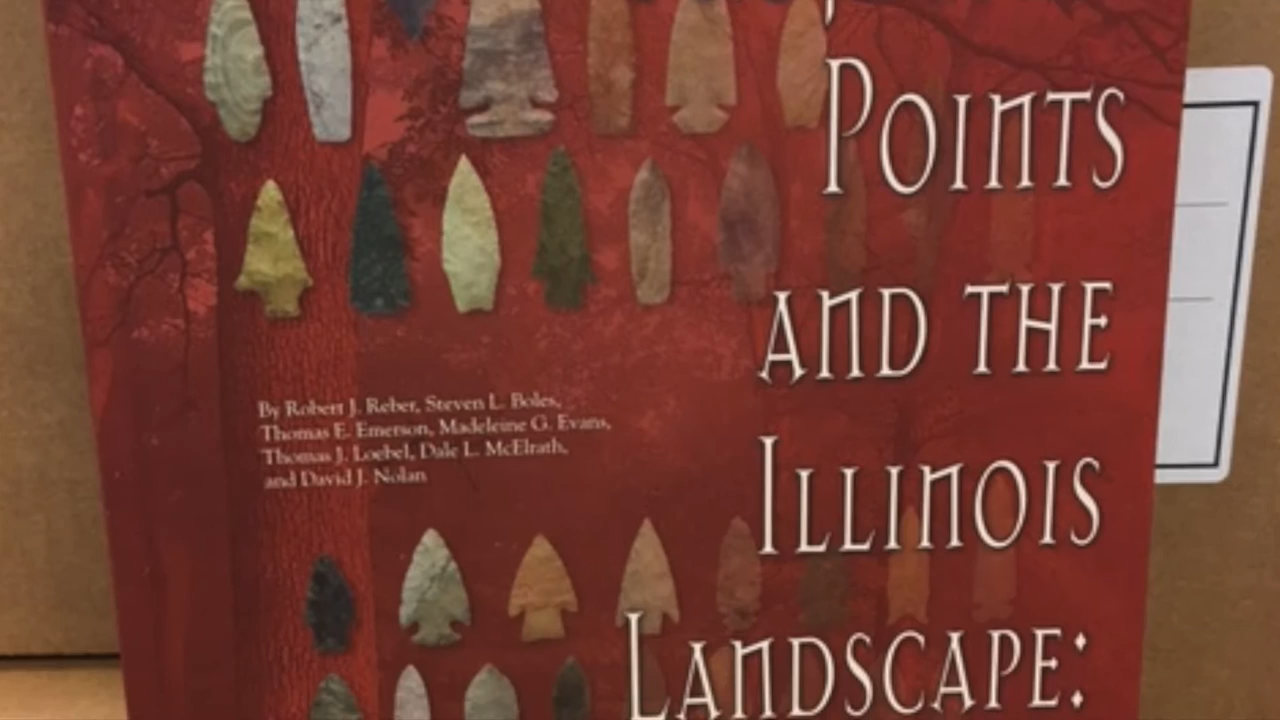 Points
and the
Illinois
Landscape:
By Robert J. Reber, Steven L. Boles,
Thomas E. Emerson, Madeleine G. Evans,
Thomas J. Loebel, Dale L. McElrath,
and David J. Nolan